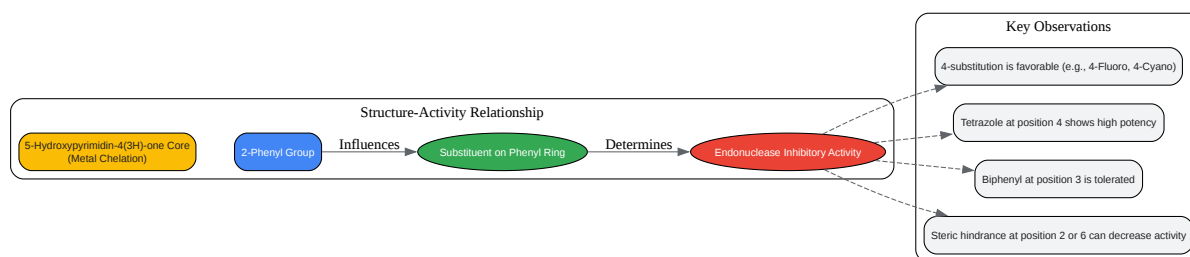 Key Observations
4-substitution is favorable (e.g., 4-Fluoro, 4-Cyano)
Structure-Activity Relationship
Tetrazole at position 4 shows high potency
5-Hydroxypyrimidin-4(3H)-one Core
(Metal Chelation)
2-Phenyl Group
Influences
Substituent on Phenyl Ring
Determines
Endonuclease Inhibitory Activity
Biphenyl at position 3 is tolerated
Steric hindrance at position 2 or 6 can decrease activity